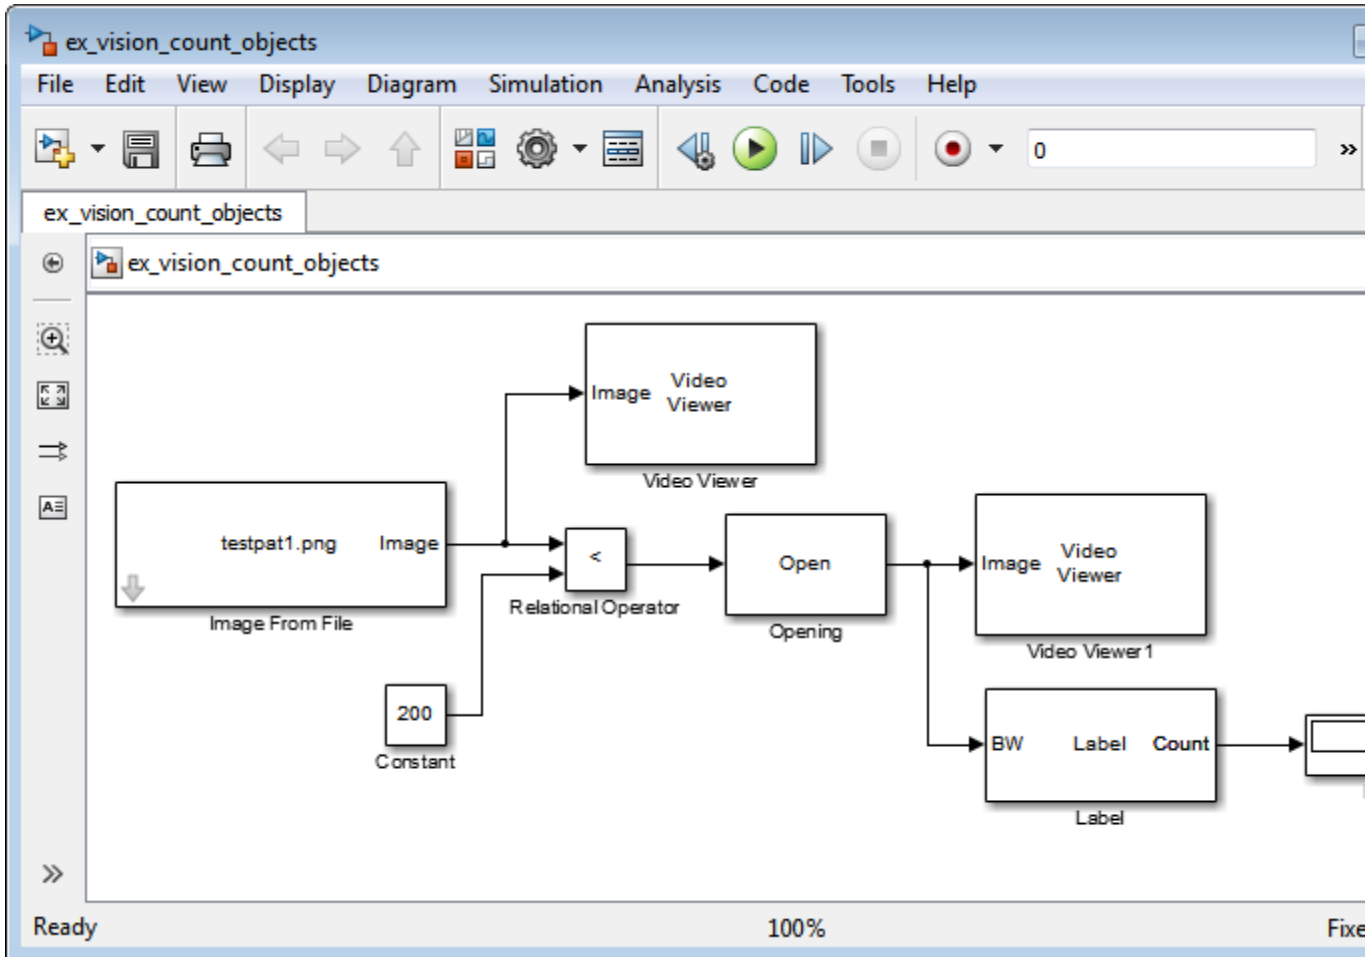 ex_vision_count_objects
File Edit View Display Diagram Simulation Analysis Code Tools Help
0 »
ex_vision_count_objects
ex_vision_count_objects
Image Video
Viewer
Video Viewer
testpat1.png Image
Image From File
<
Relational Operator
Open
Opening
Image Video
Viewer
Video Viewer1
200
Constant
BW Label Count
Label
A
»
Ready 100% Fixe